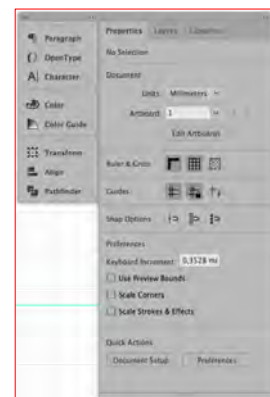 Paragraph
OpenType
Character
Color
Color Guide
Transform
Align
Pathfinder
Properties
Layers
Libraries
No Selection
Document
Units: Millimeters
Artboard: 1
Edit Artboards
Ruler & Grids
Guides
Snap Options
Preferences
Keyboard Increment: 0,3528 mm
Use Preview Bounds
Scale Corners
Scale Strokes & Effects
Quick Actions
Document Setup
Preferences